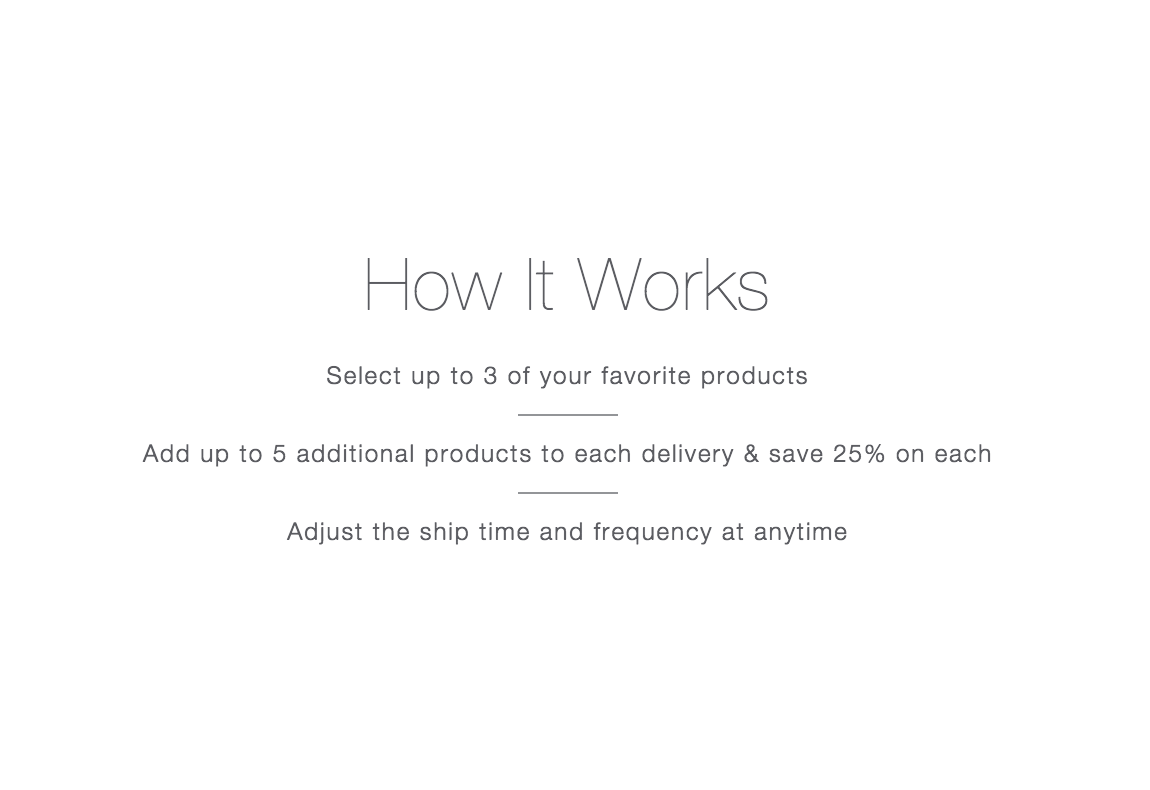 How It Works
Select up to 3 of your favorite products
Add up to 5 additional products to each delivery & save 25% on each
Adjust the ship time and frequency at anytime